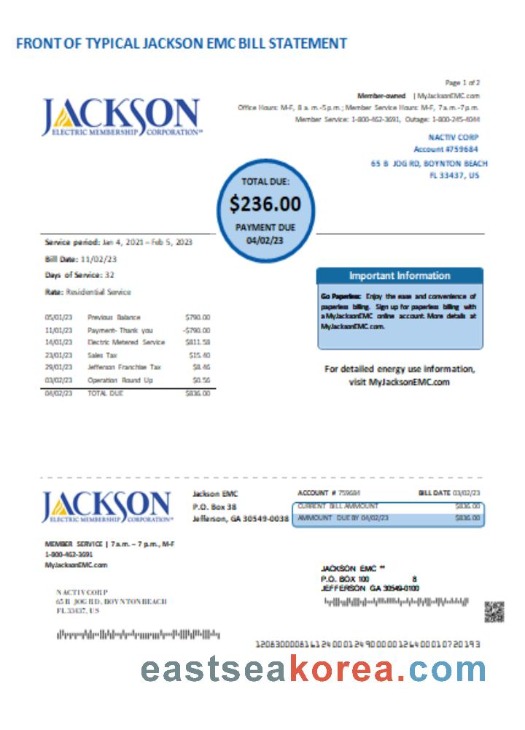 FRONT OF TYPICAL JACKSON EMC BILL STATEMENT
Page 1 of 2
Member-owned | MyJacksonEMC.com
Office Hours: M-F, 8 a.m.-5p.m.; Member Service Hours: M-F, 7a.m.-7p.m.
Member Service: 1-800-462-3691, Outage: 1-800-245-4044
JACKSON
ELECTRIC MEMBERSHIP CORPORATION
NACTIV CORP
Account #759684
65 B JOG RD, BOYNTON BEACH
FL 33437, US
TOTAL DUE:
$236.00
PAYMENT DUE
04/02/23
Service period: Jan 4, 2021 – Feb 5, 2023
Bill Date: 11/02/23
Days of Service: 32
Rate: Residential Service
Important Information
Go Paperless: Enjoy the ease and convenience of
paperless billing. Sign up for paperless billing with
a MyJacksonEMC online account. More details at
MyJacksonEMC.com.
05/01/23 Previous Balance $790.00
11/01/23 Payment- Thank you -$790.00
14/01/23 Electric Metered Service $811.58
23/01/23 Sales Tax $15.40
29/01/23 Jefferson Franchise Tax $8.46
03/02/23 Operation Round Up $0.56
04/02/23 TOTAL DUE $836.00
For detailed energy use information,
visit MyJacksonEMC.com
JACKSON
ELECTRIC MEMBERSHIP CORPORATION
Jackson EMC
P.O. Box 38
Jefferson, GA 30549-0038
ACCOUNT # 759684 BILL DATE 03/02/23
CURRENT BILL AMMOUNT $836.00
AMMOUNT DUE BY 04/02/23 $836.00
MEMBER SERVICE | 7a.m. – 7 p.m., M-F
1-800-462-3691
MyJacksonEMC.com
JACKSON EMC **
P.O. BOX 100 8
JEFFERSON GA 30549-0100
NACTIV CORP
65 B JOG RD, BOYNTON BEACH
FL 33437, US
eastseakorea.com